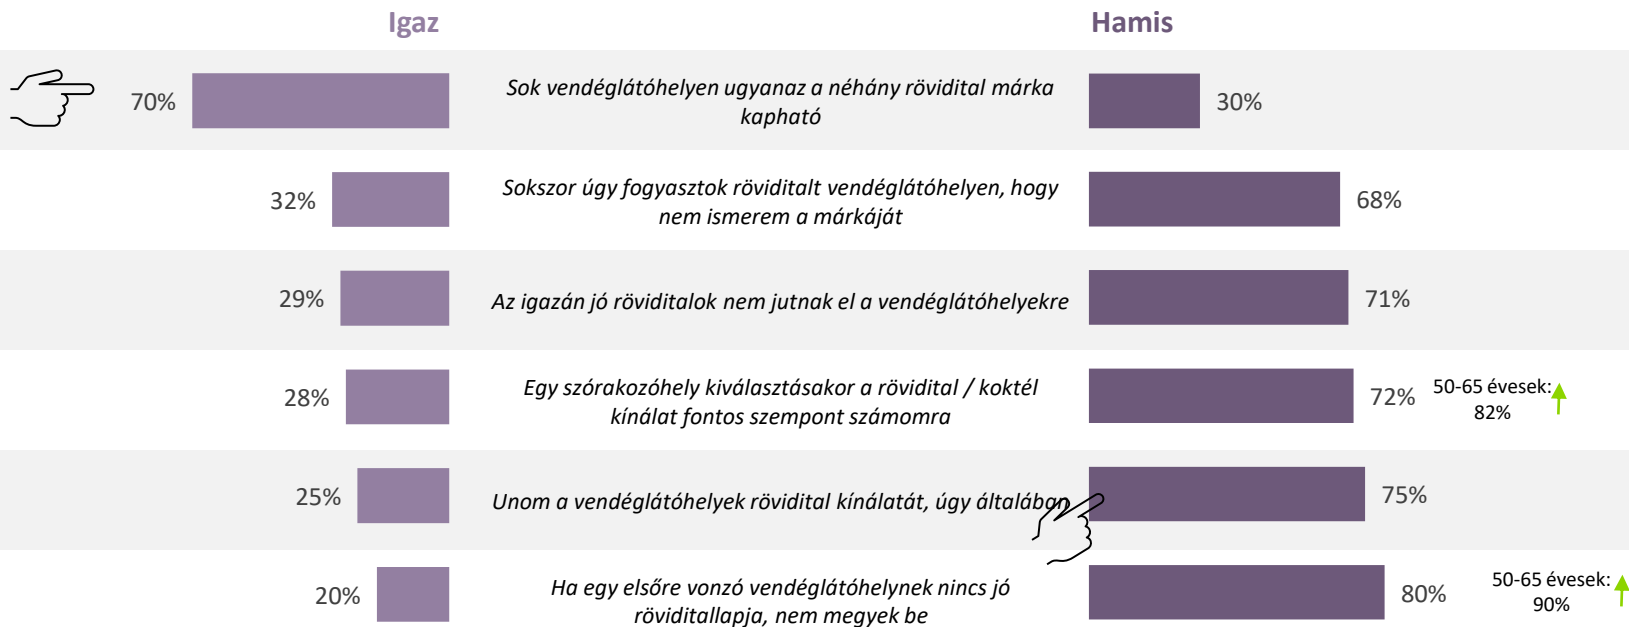 Igaz
Hamis
70%
Sok vendéglátóhelyen ugyanaz a néhány rövidital márka
kapható
30%
32%
Sokszor úgy fogyasztok röviditalt vendéglátóhelyen, hogy
nem ismerem a márkáját
68%
29%
Az igazán jó röviditalok nem jutnak el a vendéglátóhelyekre
71%
28%
Egy szórakozóhely kiválasztásakor a rövidital / koktél
kínálat fontos szempont számomra
72%
50-65 évesek:
82%
25%
Unom a vendéglátóhelyek rövidital kínálatát, úgy általában
75%
20%
Ha egy elsőre vonzó vendéglátóhelynek nincs jó
röviditallapja, nem megyek be
80%
50-65 évesek:
90%